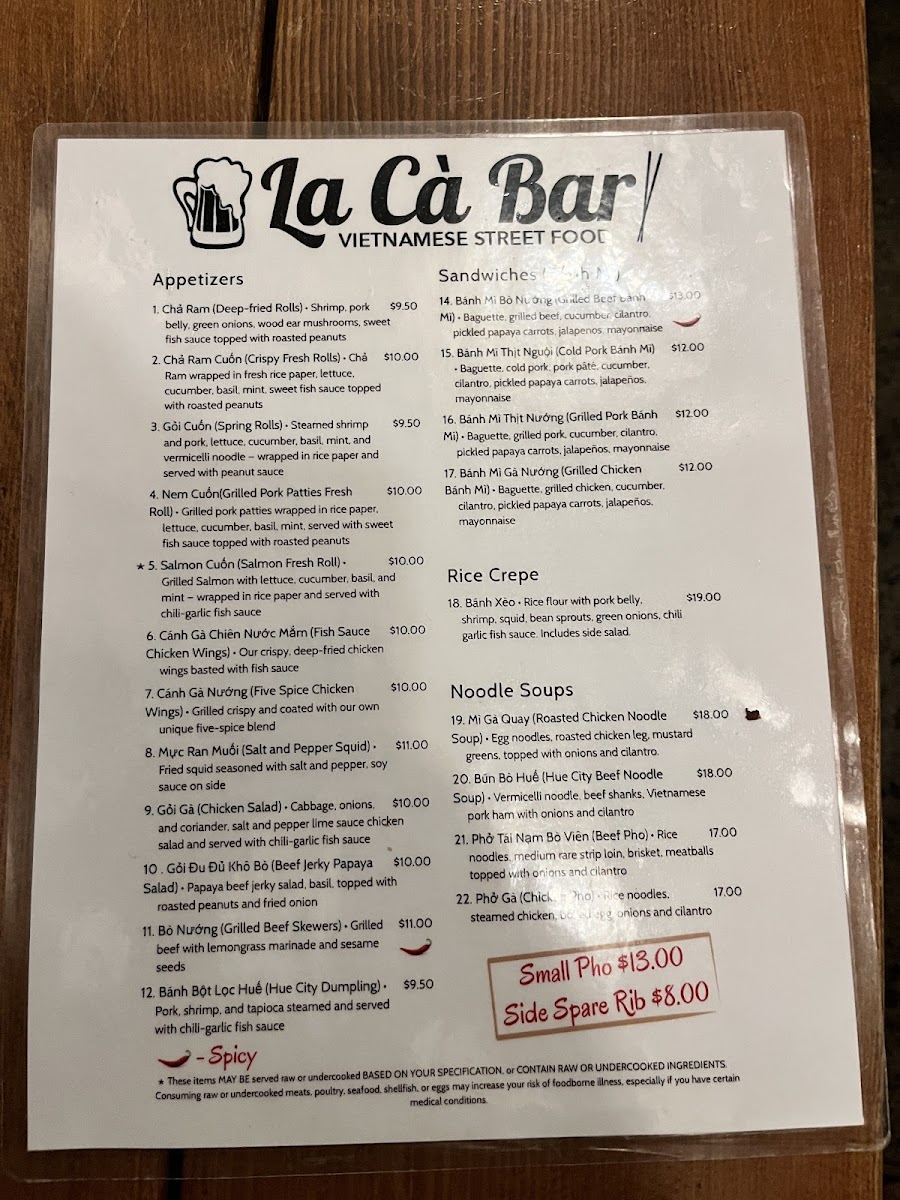 La Cà Bar
VIETNAMESE STREET FOOD
Appetizers
1. Chả Ram (Deep-fried Rolls) • Shrimp, pork $9.50
belly, green onions, wood ear mushrooms, sweet
fish sauce topped with roasted peanuts
2. Chả Ram Cuốn (Crispy Fresh Rolls) • Chả $10.00
Ram wrapped in fresh rice paper, lettuce,
cucumber, basil, mint, sweet fish sauce topped
with roasted peanuts
3. Gỏi Cuốn (Spring Rolls) • Steamed shrimp $9.50
and pork, lettuce, cucumber, basil, mint, and
vermicelli noodle – wrapped in rice paper and
served with peanut sauce
4. Nem Cuốn(Grilled Pork Patties Fresh $10.00
Roll) • Grilled pork patties wrapped in rice paper,
lettuce, cucumber, basil, mint, served with sweet
fish sauce topped with roasted peanuts
★ 5. Salmon Cuốn (Salmon Fresh Roll) • $10.00
Grilled Salmon with lettuce, cucumber, basil, and
mint – wrapped in rice paper and served with
chili-garlic fish sauce
6. Cánh Gà Chiên Nước Mắm (Fish Sauce $10.00
Chicken Wings) • Our crispy, deep-fried chicken
wings basted with fish sauce
7. Cánh Gà Nướng (Five Spice Chicken $10.00
Wings) • Grilled crispy and coated with our own
unique five-spice blend
8. Mực Ran Muối (Salt and Pepper Squid) • $11.00
Fried squid seasoned with salt and pepper, soy
sauce on side
9. Gỏi Gà (Chicken Salad) • Cabbage, onions, $10.00
and coriander, salt and pepper lime sauce chicken
salad and served with chili-garlic fish sauce
10 . Gỏi Đu Đủ Khô Bò (Beef Jerky Papaya $10.00
Salad) • Papaya beef jerky salad, basil, topped with
roasted peanuts and fried onion
11. Bò Nướng (Grilled Beef Skewers) • Grilled $11.00
beef with lemongrass marinade and sesame
seeds
12. Bánh Bột Lọc Huế (Hue City Dumpling) • $9.50
Pork, shrimp, and tapioca steamed and served
with chili-garlic fish sauce
- Spicy
Sandwiches
14. Bánh Mì Bò Nướng (Grilled Beef Bánh $13.00
Mì) • Baguette, grilled beef, cucumber, cilantro,
pickled papaya carrots, jalapenos, mayonnaise
15. Bánh Mì Thịt Nguội (Cold Pork Bánh Mì) $12.00
• Baguette, cold pork, pork pâté, cucumber,
cilantro, pickled papaya carrots, jalapeños,
mayonnaise
16. Bánh Mì Thịt Nướng (Grilled Pork Bánh $12.00
Mì) • Baguette, grilled pork, cucumber, cilantro,
pickled papaya carrots, jalapeños, mayonnaise
17. Bánh Mì Gà Nướng (Grilled Chicken $12.00
Bánh Mì) • Baguette, grilled chicken, cucumber,
cilantro, pickled papaya carrots, jalapeños,
mayonnaise
Rice Crepe
18. Bánh Xèo • Rice flour with pork belly, $19.00
shrimp, squid, bean sprouts, green onions, chili
garlic fish sauce. Includes side salad.
Noodle Soups
19. Mì Gà Quay (Roasted Chicken Noodle $18.00
Soup) • Egg noodles, roasted chicken leg, mustard
greens, topped with onions and cilantro.
20. Bún Bò Huế (Hue City Beef Noodle $18.00
Soup) • Vermicelli noodle, beef shanks, Vietnamese
pork ham with onions and cilantro
21. Phở Tái Nạm Bò Viên (Beef Pho) • Rice 17.00
noodles, medium rare strip loin, brisket, meatballs
topped with onions and cilantro
22. Phở Gà (Chicken Pho) • Rice noodles, 17.00
steamed chicken, egg, onions and cilantro
Small Pho $13.00
Side Spare Rib $8.00
★ These items MAY BE served raw or undercooked BASED ON YOUR SPECIFICATION, or CONTAIN RAW OR UNDERCOOKED INGREDIENTS.
Consuming raw or undercooked meats, poultry, seafood, shellfish, or eggs may increase your risk of foodborne illness, especially if you have certain
medical conditions.